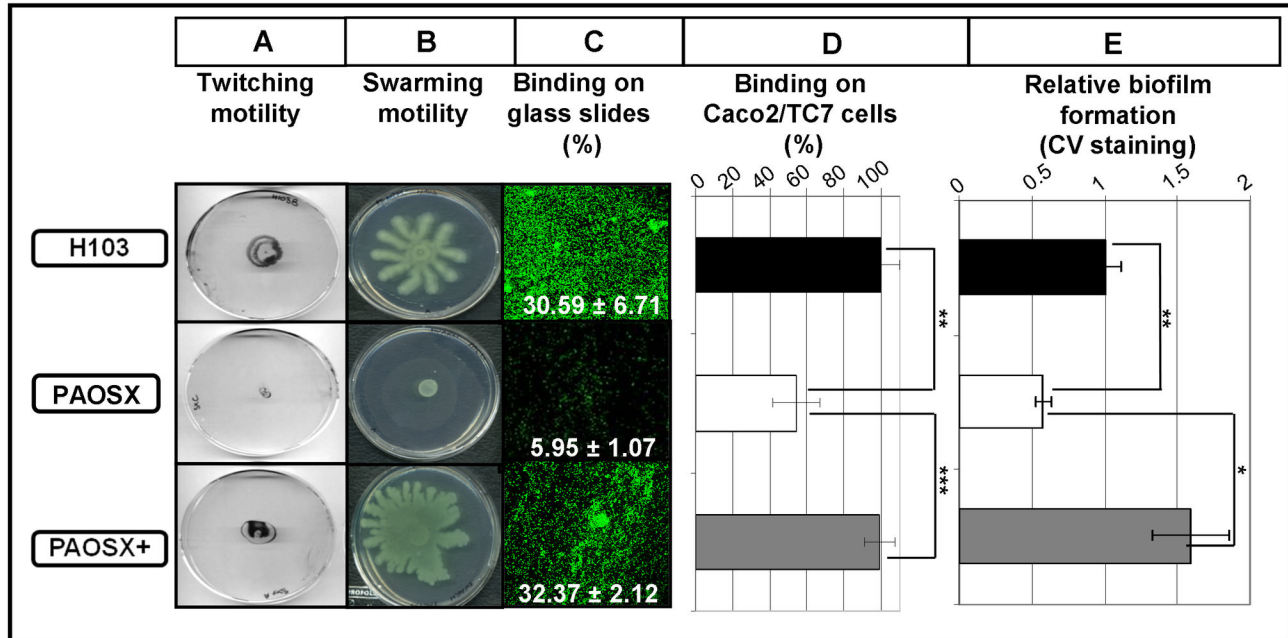 A B C D E
Twitching motility
Swarming motility
Binding on glass slides (%)
Binding on Caco2/TC7 cells (%)
Relative biofilm formation (CV staining)
0 20 40 60 80 100
0 0.5 1 1.5 2
H103
30.59 ± 6.71
**
**
PAOSX
5.95 ± 1.07
***
*
PAOSX+
32.37 ± 2.12